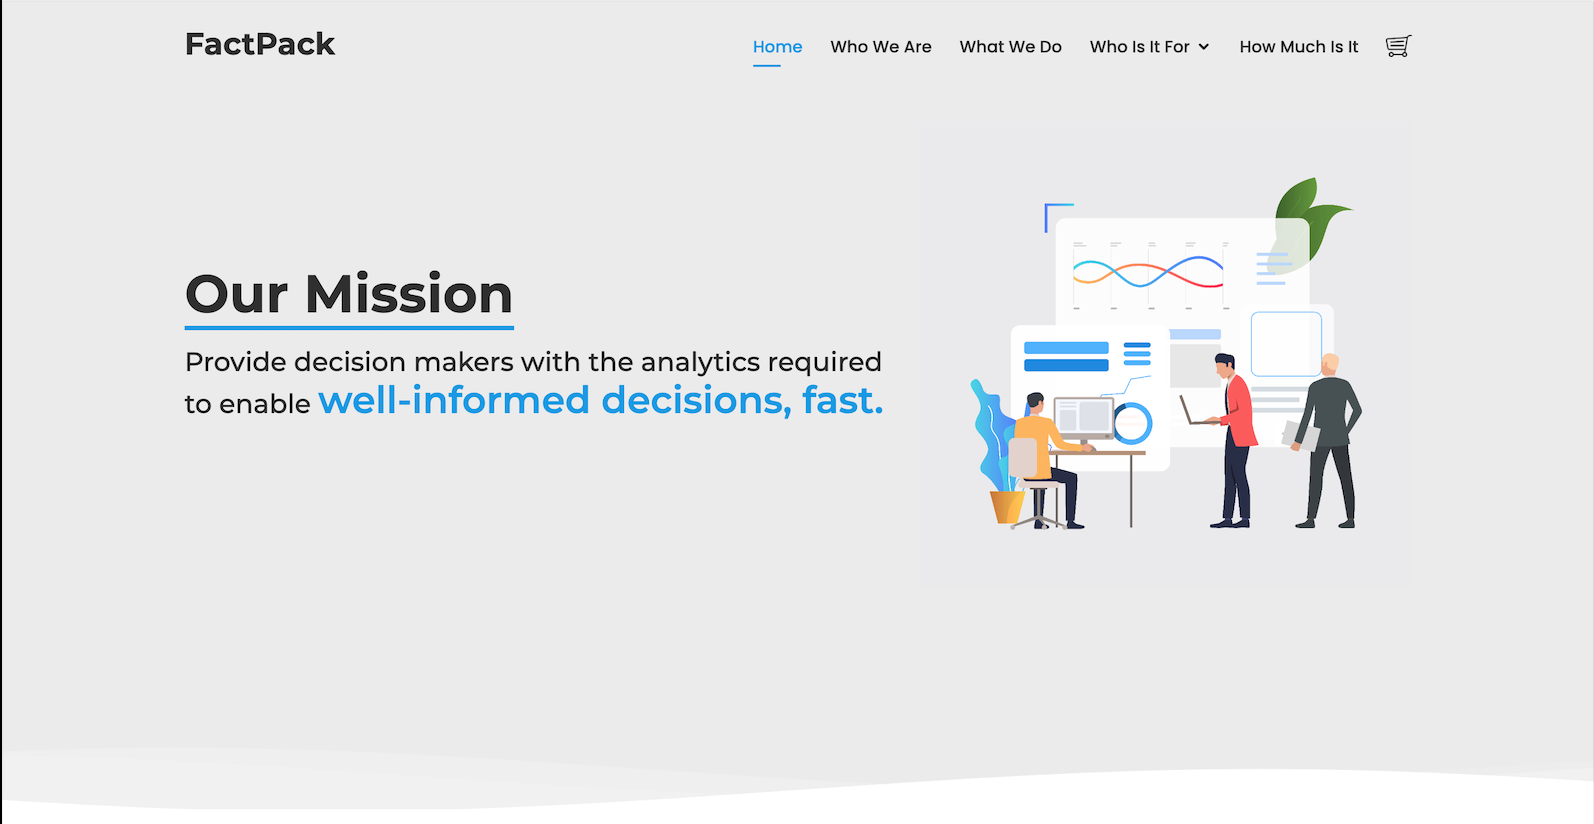 FactPack
Home Who We Are What We Do Who Is It For How Much Is It
Our Mission
Provide decision makers with the analytics required
to enable well-informed decisions, fast.